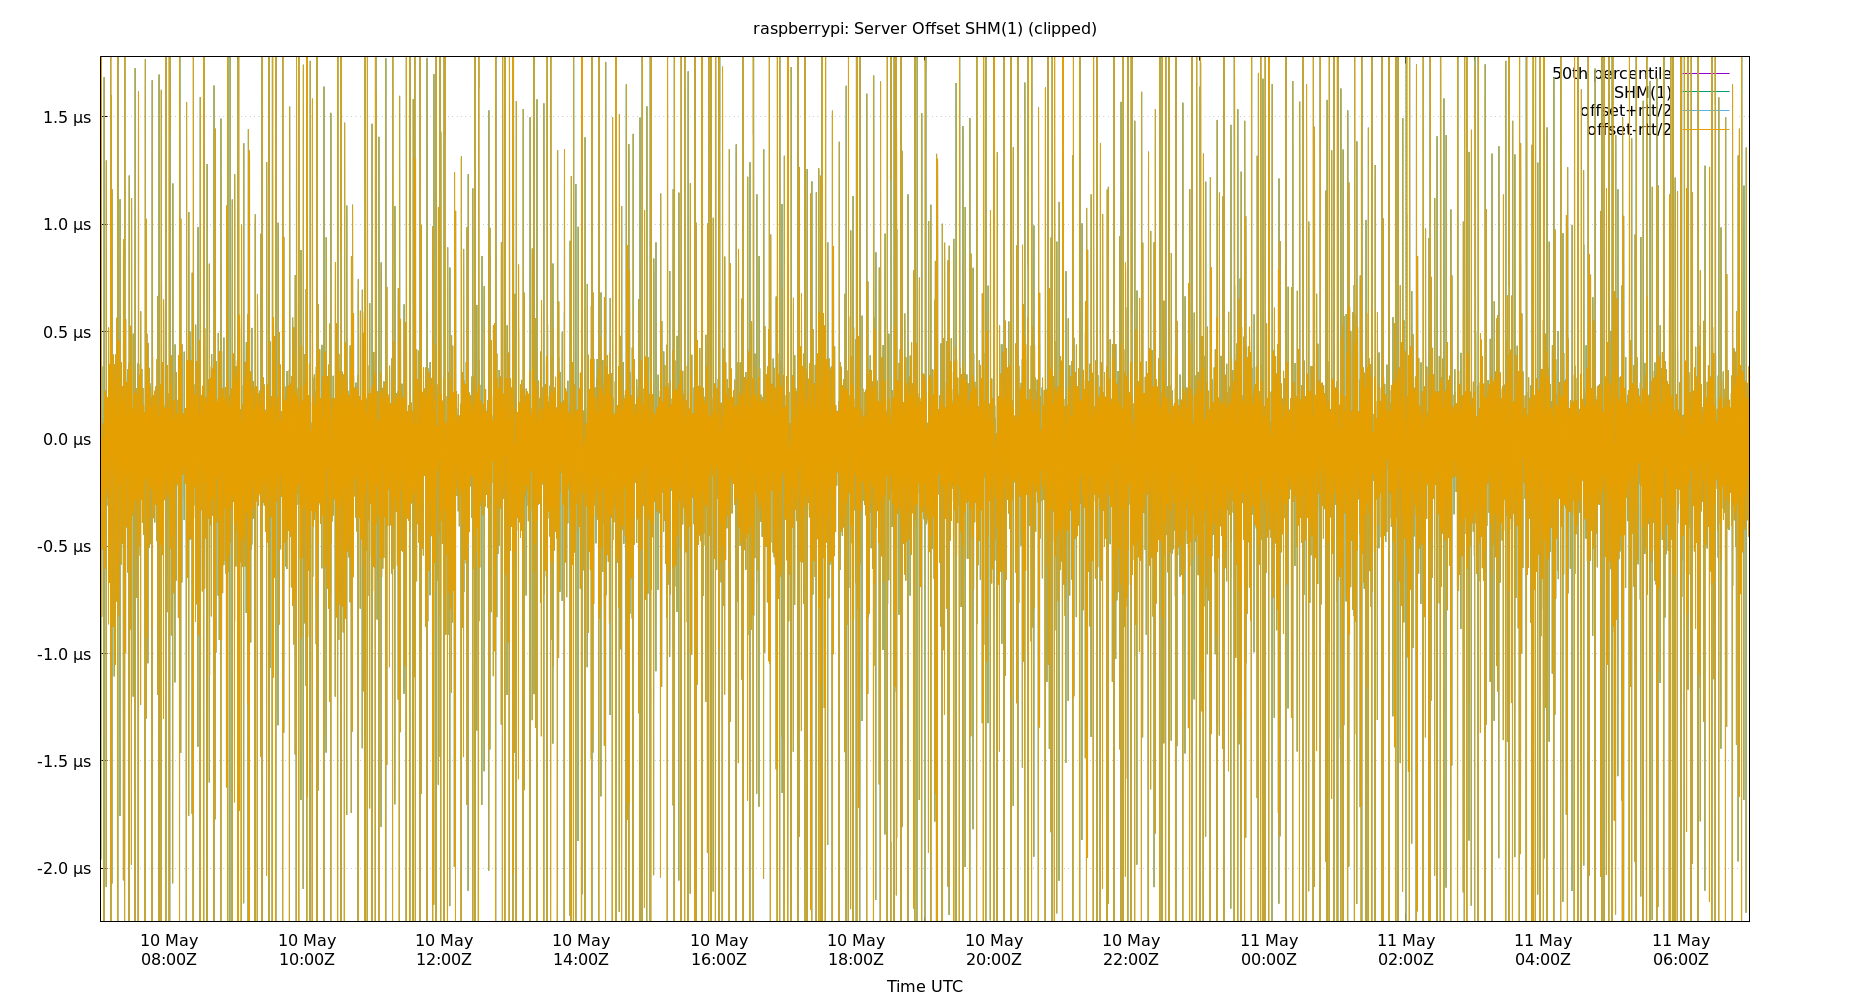 raspberrypi: Server Offset SHM(1) (clipped)
50th percentile
SHM(1)
offset+rtt/2
offset-rtt/2
1.5 µs
1.0 µs
0.5 µs
0.0 µs
-0.5 µs
-1.0 µs
-1.5 µs
-2.0 µs
10 May 10 May 10 May 10 May 10 May 10 May 10 May 10 May 11 May 11 May 11 May 11 May
08:00Z 10:00Z 12:00Z 14:00Z 16:00Z 18:00Z 20:00Z 22:00Z 00:00Z 02:00Z 04:00Z 06:00Z
Time UTC